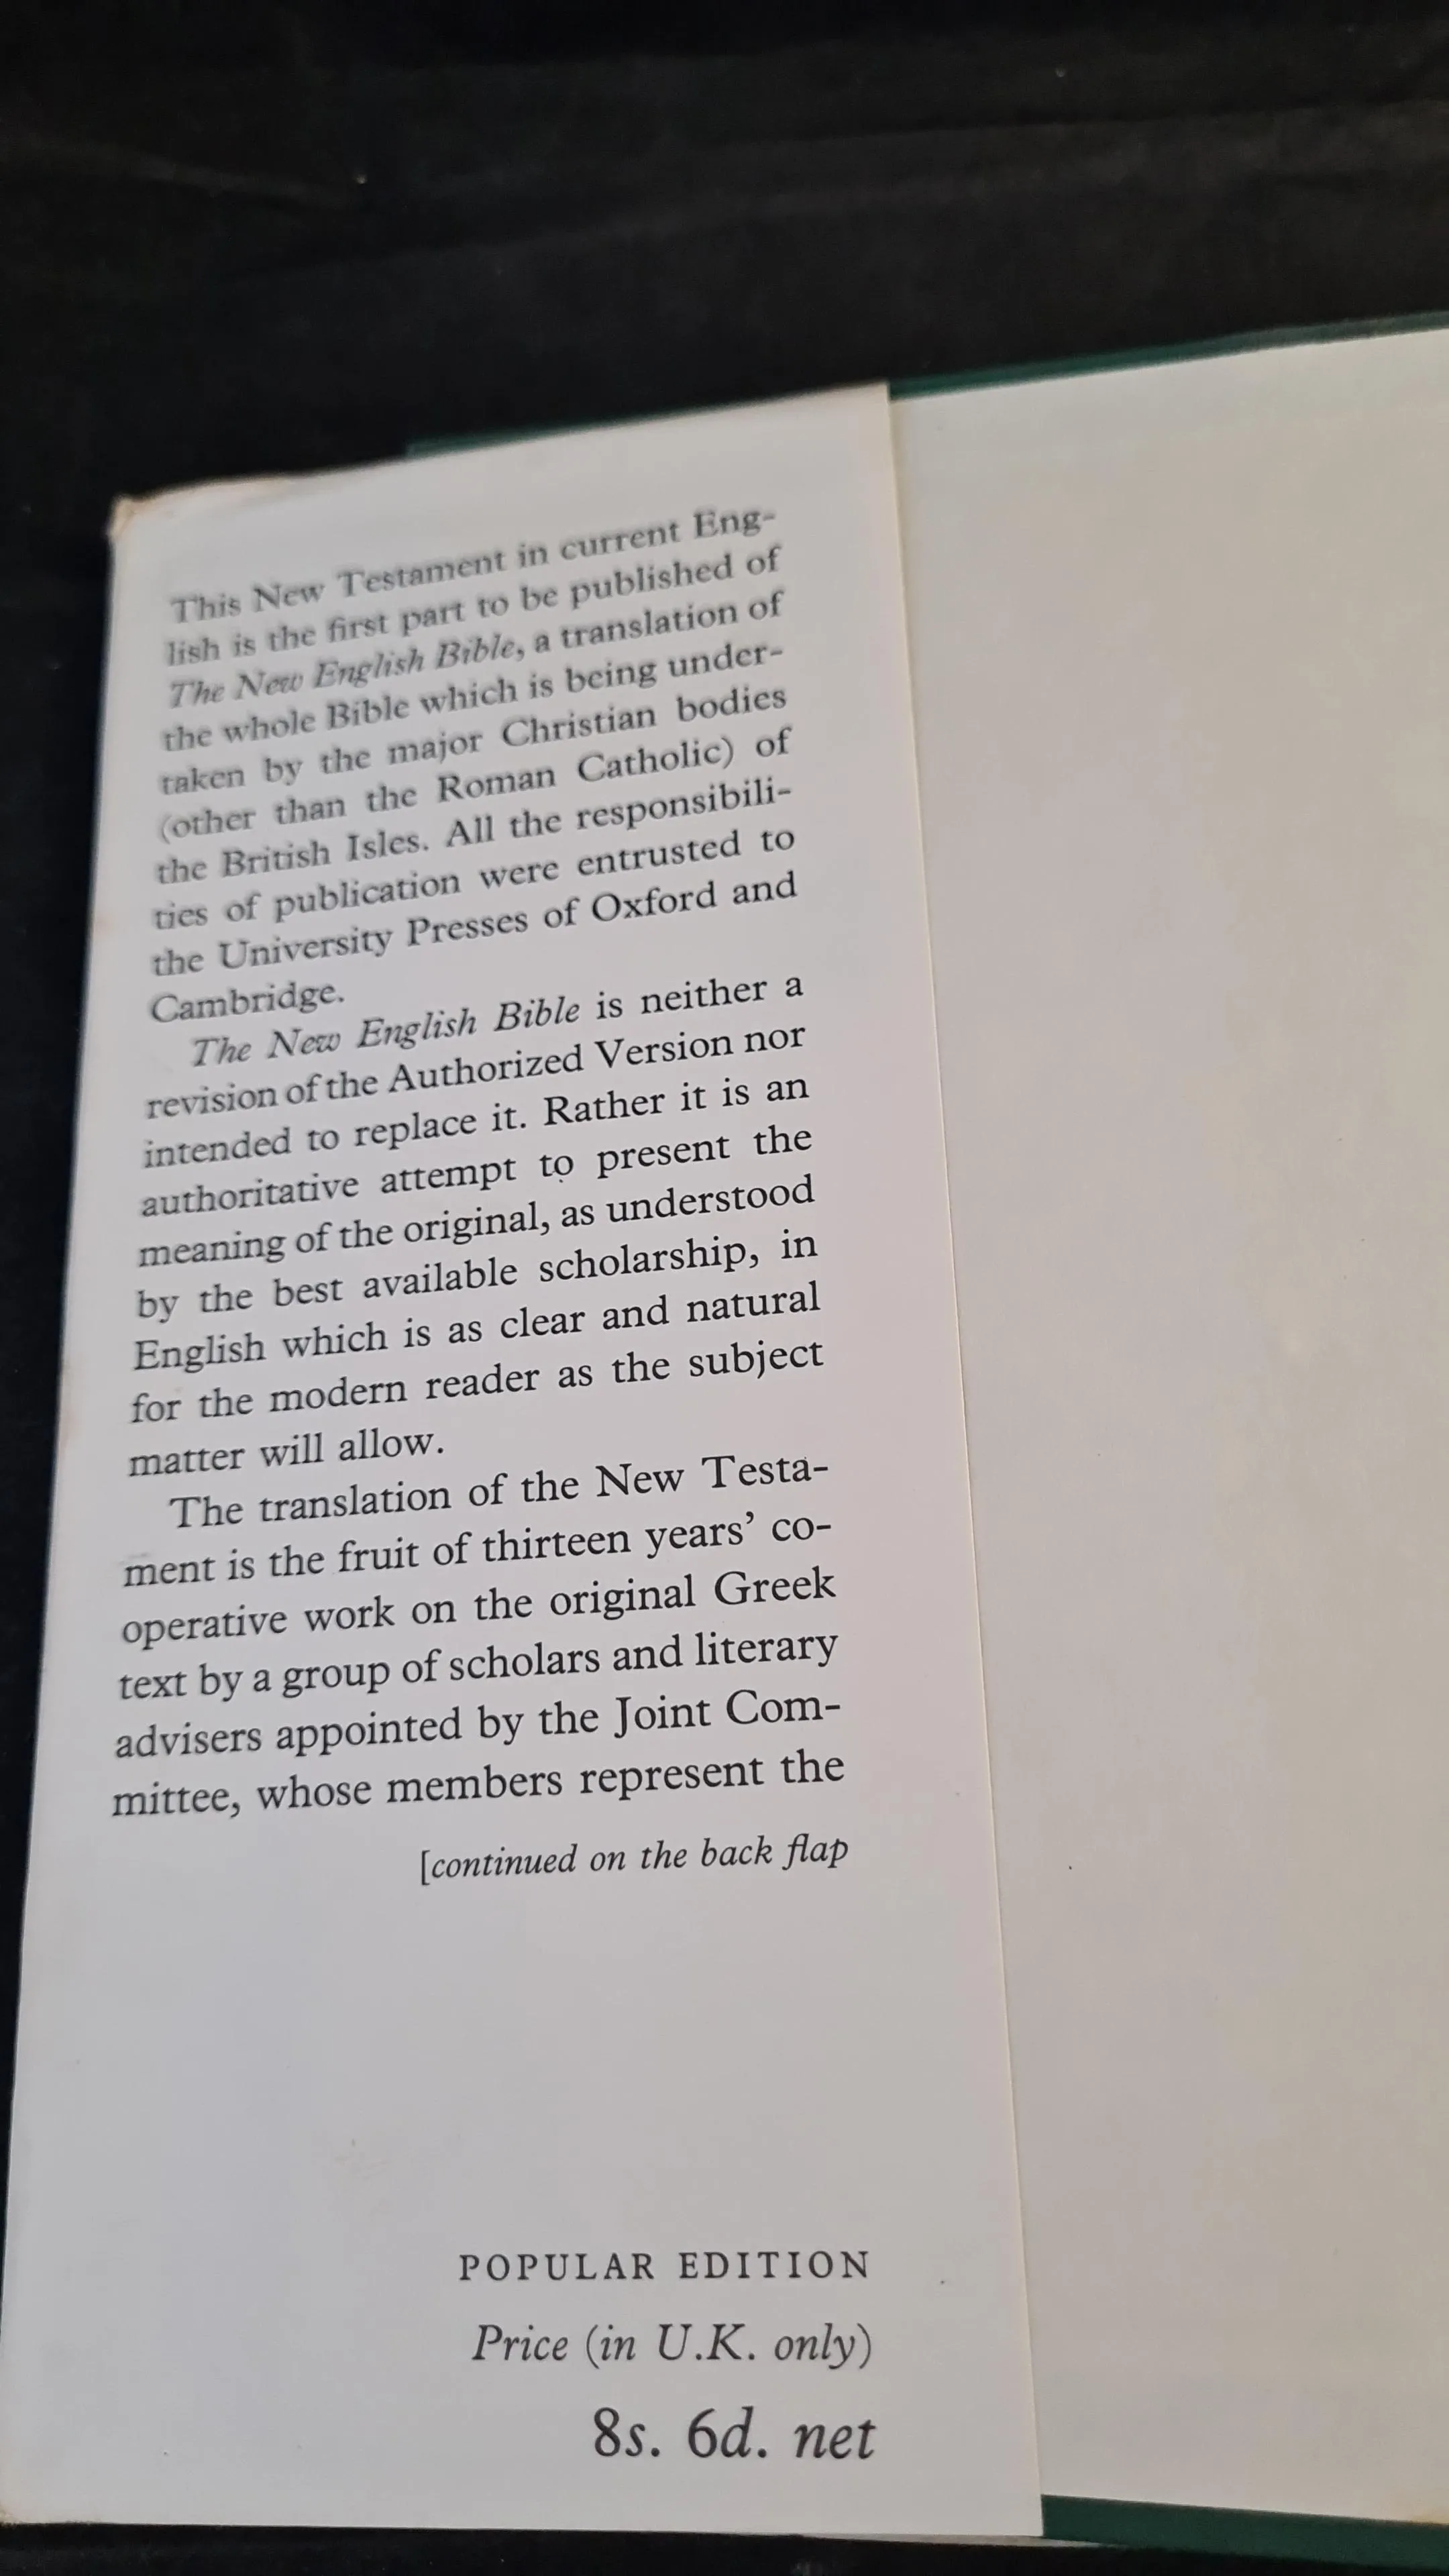 This New Testament in current Eng-
lish is the first part to be published of
The New English Bible, a translation of
the whole Bible which is being under-
taken by the major Christian bodies
(other than the Roman Catholic) of
the British Isles. All the responsibili-
ties of publication were entrusted to
the University Presses of Oxford and
Cambridge.
The New English Bible is neither a
revision of the Authorized Version nor
intended to replace it. Rather it is an
authoritative attempt to present the
meaning of the original, as understood
by the best available scholarship, in
English which is as clear and natural
for the modern reader as the subject
matter will allow.
The translation of the New Testa-
ment is the fruit of thirteen years’ co-
operative work on the original Greek
text by a group of scholars and literary
advisers appointed by the Joint Com-
mittee, whose members represent the
[continued on the back flap
POPULAR EDITION
Price (in U.K. only)
8s. 6d. net